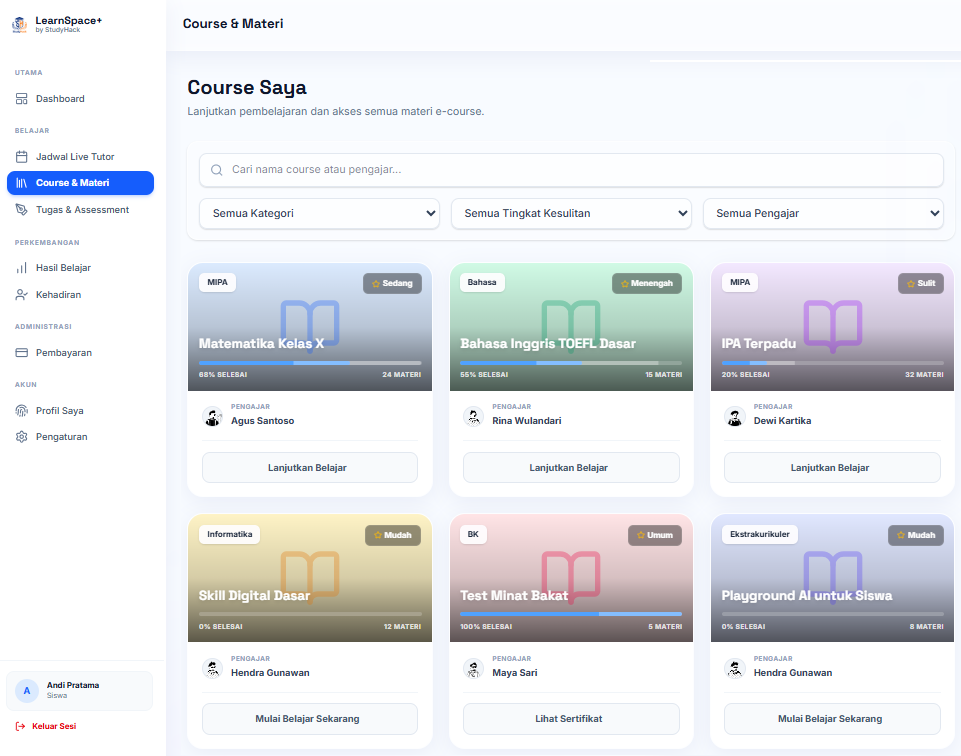 LearnSpace+
by StudyHack
Course & Materi
UTAMA
Dashboard
BELAJAR
Jadwal Live Tutor
Course & Materi
Tugas & Assessment
PERKEMBANGAN
Hasil Belajar
Kehadiran
ADMINISTRASI
Pembayaran
AKUN
Profil Saya
Pengaturan
A
Andi Pratama
Siswa
Keluar Sesi
Course Saya
Lanjutkan pembelajaran dan akses semua materi e-course.
Cari nama course atau pengajar...
Semua Kategori
Semua Tingkat Kesulitan
Semua Pengajar
MIPA
Sedang
Matematika Kelas X
68% SELESAI
24 MATERI
PENGAJAR
Agus Santoso
Lanjutkan Belajar
Bahasa
Menengah
Bahasa Inggris TOEFL Dasar
55% SELESAI
15 MATERI
PENGAJAR
Rina Wulandari
Lanjutkan Belajar
MIPA
Sulit
IPA Terpadu
20% SELESAI
32 MATERI
PENGAJAR
Dewi Kartika
Lanjutkan Belajar
Informatika
Mudah
Skill Digital Dasar
0% SELESAI
12 MATERI
PENGAJAR
Hendra Gunawan
Mulai Belajar Sekarang
BK
Umum
Test Minat Bakat
100% SELESAI
5 MATERI
PENGAJAR
Maya Sari
Lihat Sertifikat
Ekstrakurikuler
Mudah
Playground AI untuk Siswa
0% SELESAI
8 MATERI
PENGAJAR
Hendra Gunawan
Mulai Belajar Sekarang